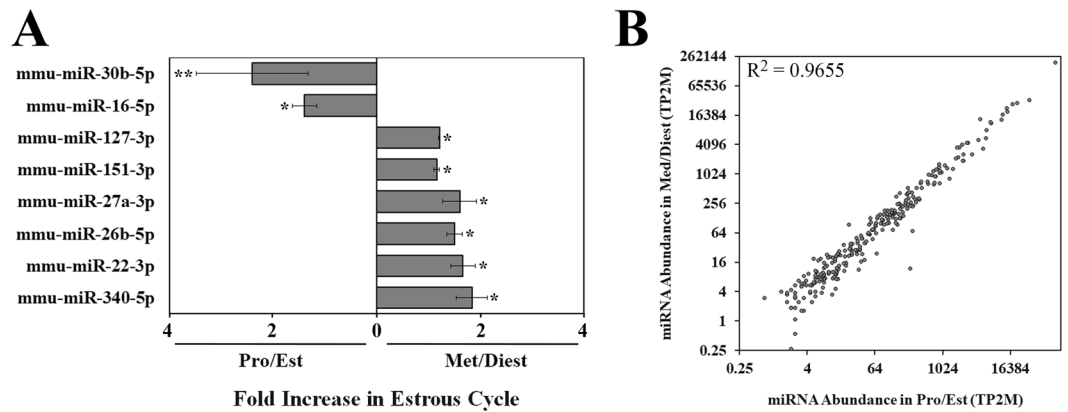 A
mmu-miR-30b-5p
**
mmu-miR-16-5p
*
mmu-miR-127-3p
*
mmu-miR-151-3p
*
mmu-miR-27a-3p
*
mmu-miR-26b-5p
*
mmu-miR-22-3p
*
mmu-miR-340-5p
*
4 2 0 2 4
Pro/Est Met/Diest
Fold Increase in Estrous Cycle
B
R² = 0.9655
miRNA Abundance in Med/Diest (TP2M)
262144
65536
16384
4096
1024
256
64
16
4
1
0.25
0.25 4 64 1024 16384
miRNA Abundance in Pro/Est (TP2M)